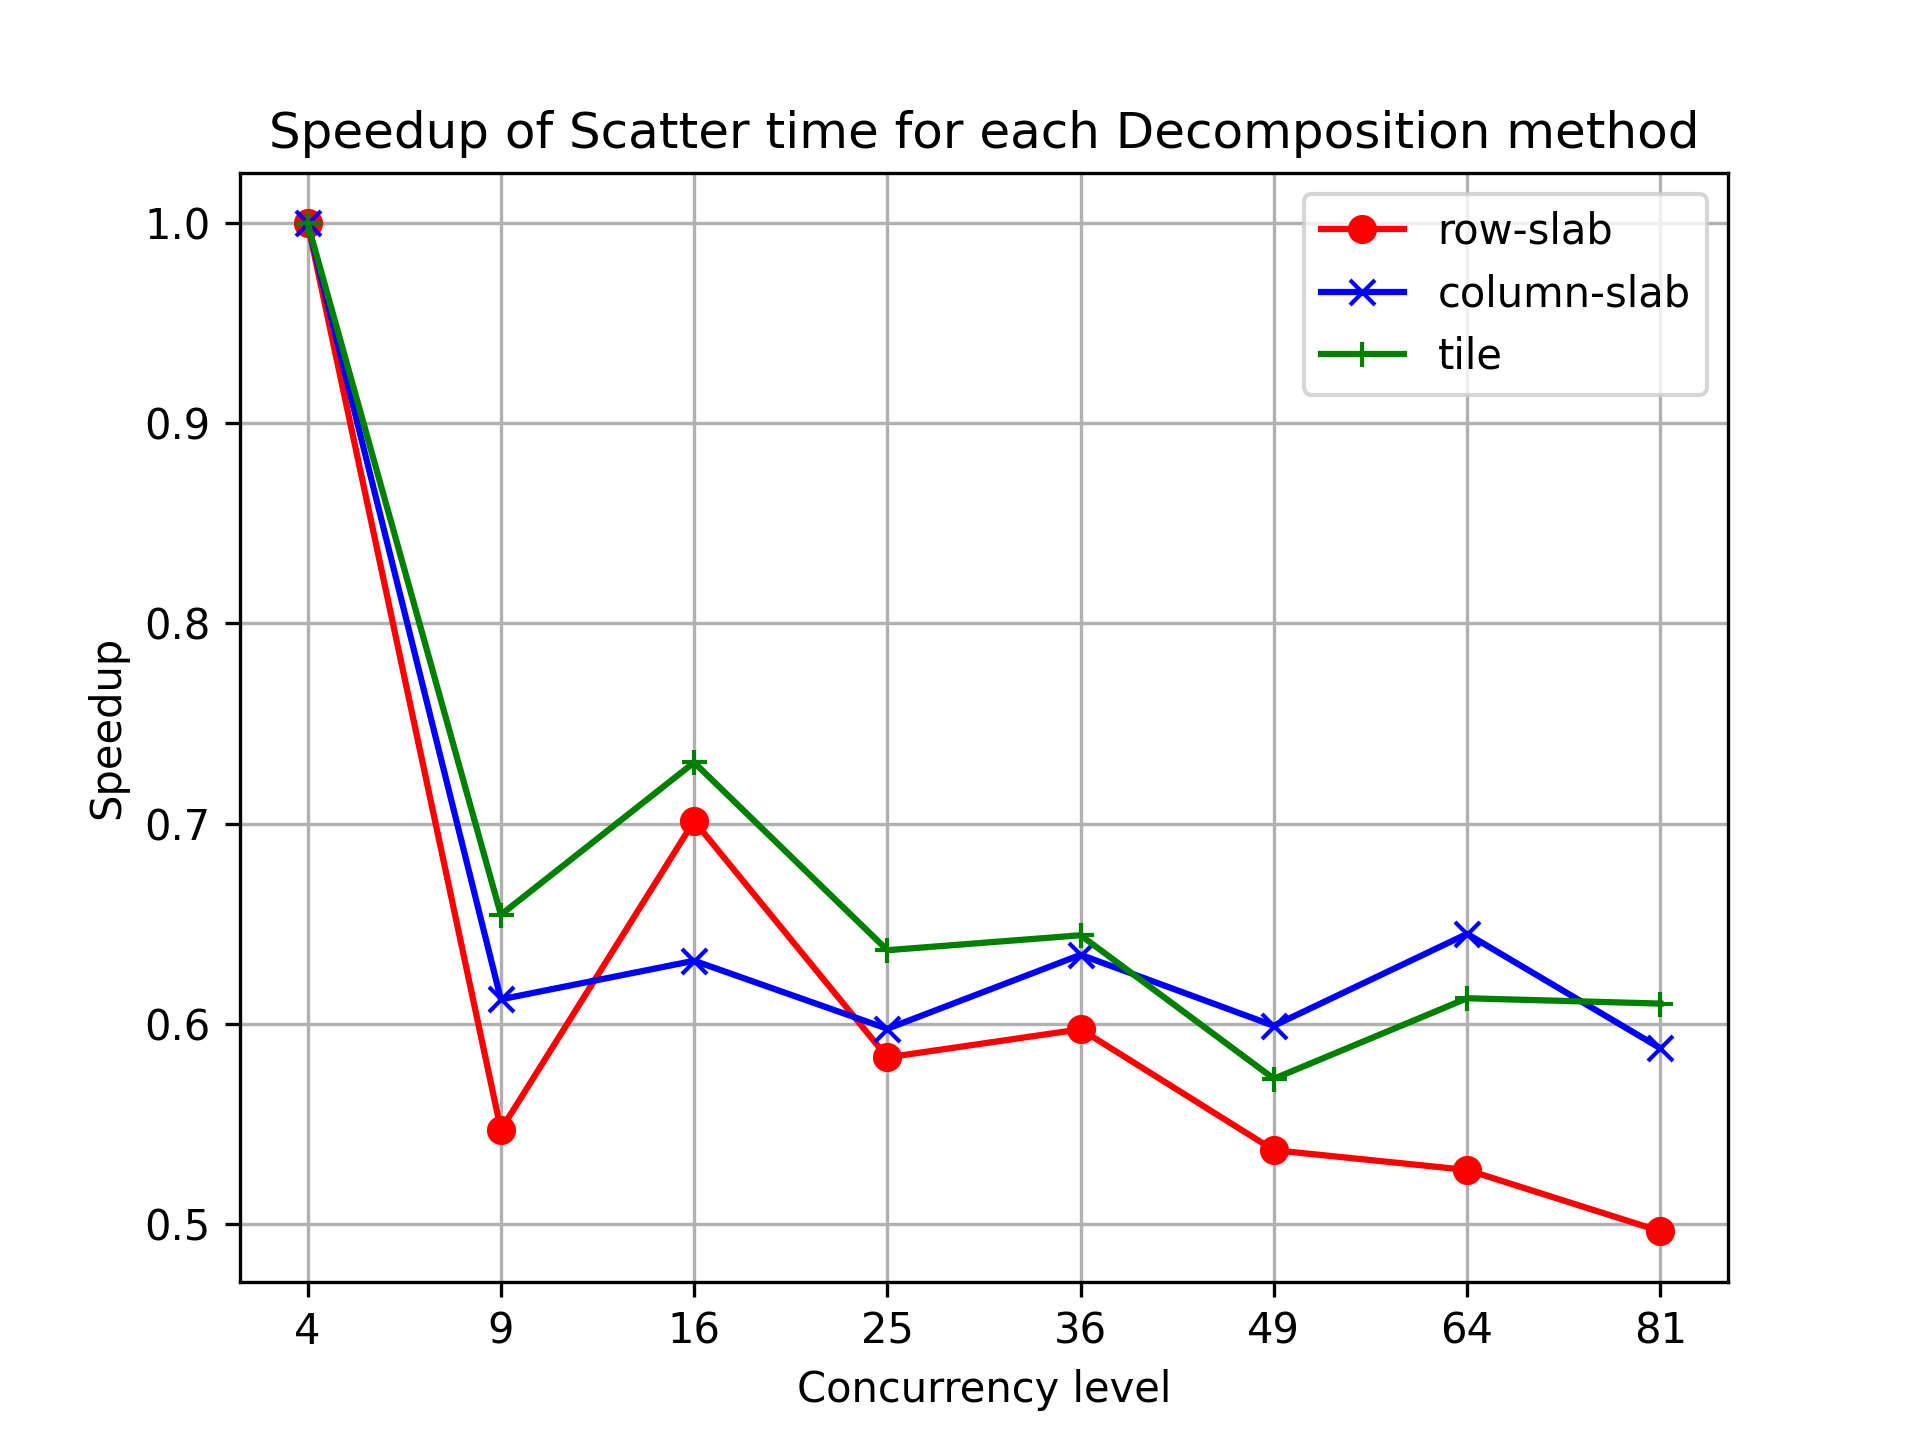 Speedup of Scatter time for each Decomposition method
row-slab
column-slab
tile
1.0
0.9
0.8
0.7
0.6
0.5
Speedup
4 9 16 25 36 49 64 81
Concurrency level